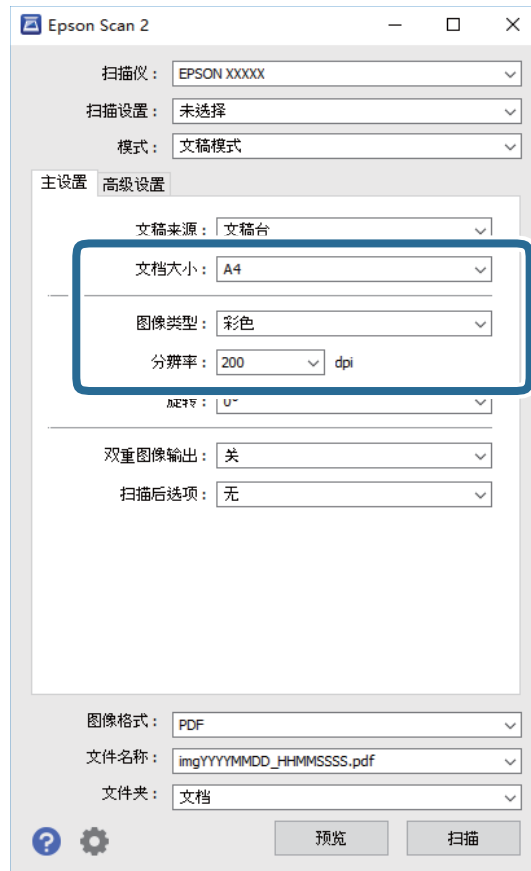 Epson Scan 2
扫描仪： EPSON XXXXX
扫描设置： 未选择
模式： 文稿模式
主设置 高级设置
文稿来源： 文稿台
文档大小： A4
图像类型： 彩色
分辨率： 200 dpi
旋转： 0°
双重图像输出： 关
扫描后选项： 无
图像格式： PDF
文件名称： imgYYYYMMDD_HHMMSSSS.pdf
文件夹： 文档
? 预览 扫描